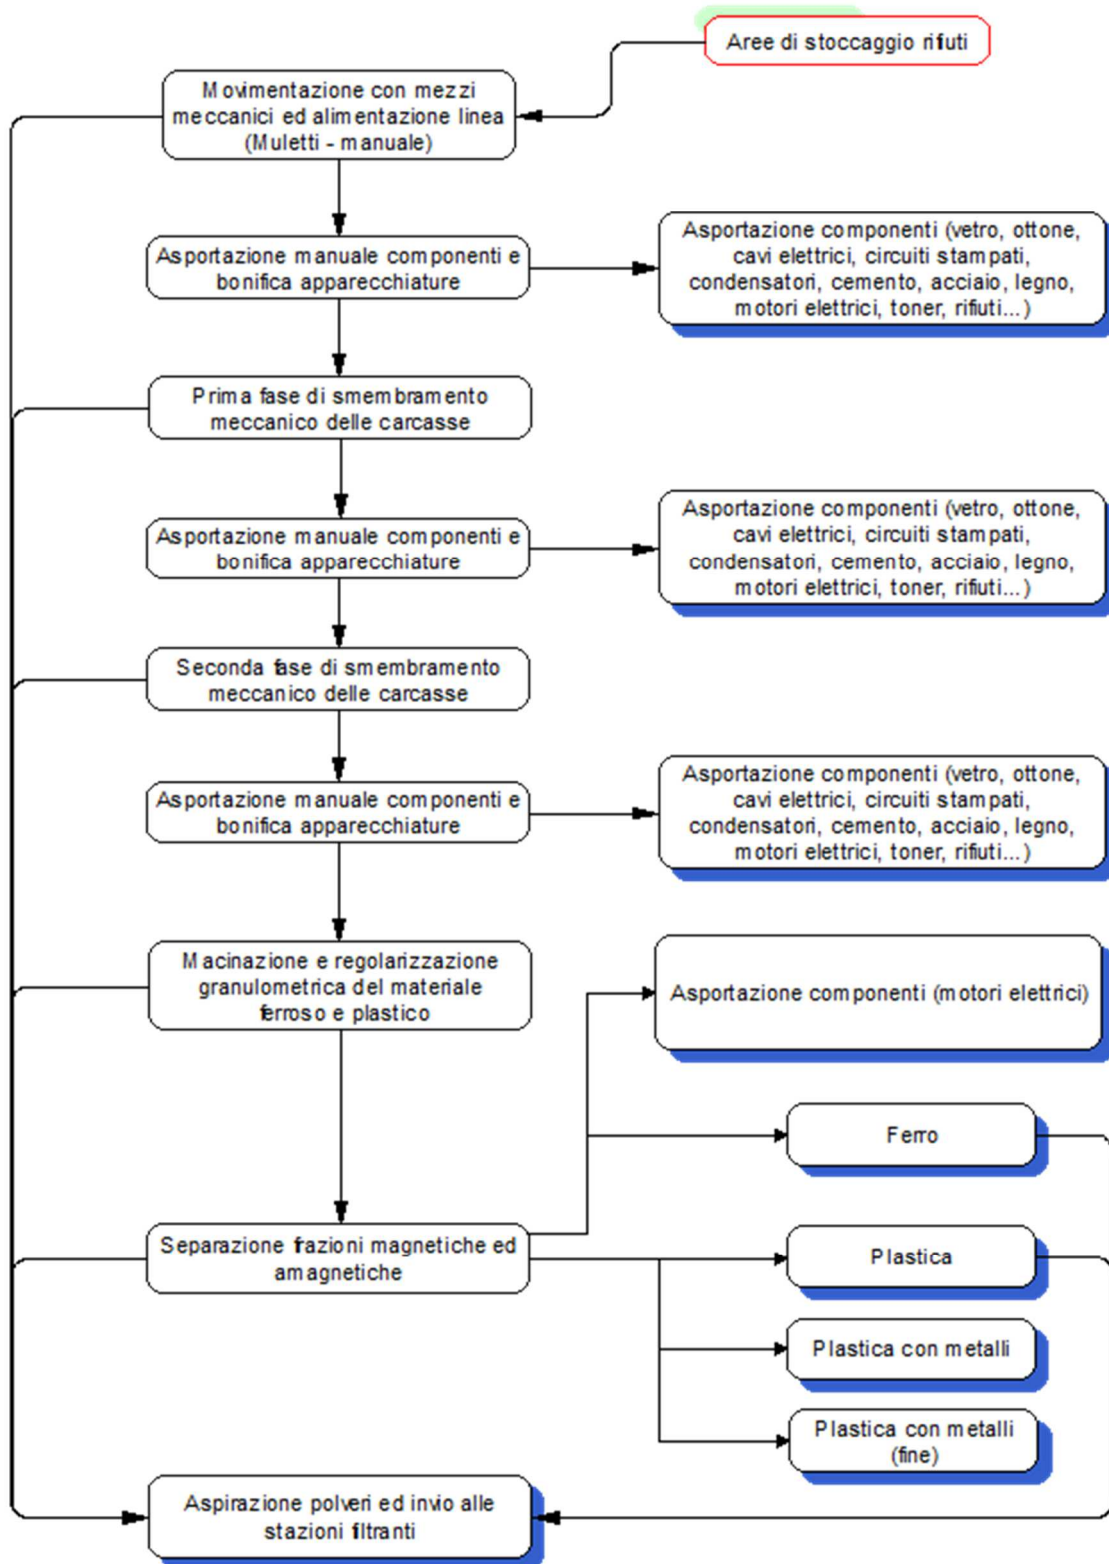 Aree di stoccaggio rifiuti
Movimentazione con mezzi
meccanici ed alimentazione linea
(Muletti - manuale)
Asportazione manuale componenti e
bonifica apparecchiature
Asportazione componenti (vetro, ottone,
cavi elettrici, circuiti stampati,
condensatori, cemento, acciaio, legno,
motori elettrici, toner, rifiuti...)
Prima fase di smembramento
meccanico delle carcasse
Asportazione manuale componenti e
bonifica apparecchiature
Asportazione componenti (vetro, ottone,
cavi elettrici, circuiti stampati,
condensatori, cemento, acciaio, legno,
motori elettrici, toner, rifiuti...)
Seconda fase di smembramento
meccanico delle carcasse
Asportazione manuale componenti e
bonifica apparecchiature
Asportazione componenti (vetro, ottone,
cavi elettrici, circuiti stampati,
condensatori, cemento, acciaio, legno,
motori elettrici, toner, rifiuti...)
Macinazione e regolarizzazione
granulometrica del materiale
ferroso e plastico
Asportazione componenti (motori elettrici)
Ferro
Separazione frazioni magnetiche ed
amagnetiche
Plastica
Plastica con metalli
Plastica con metalli
(fine)
Aspirazione polveri ed invio alle
stazioni filtranti